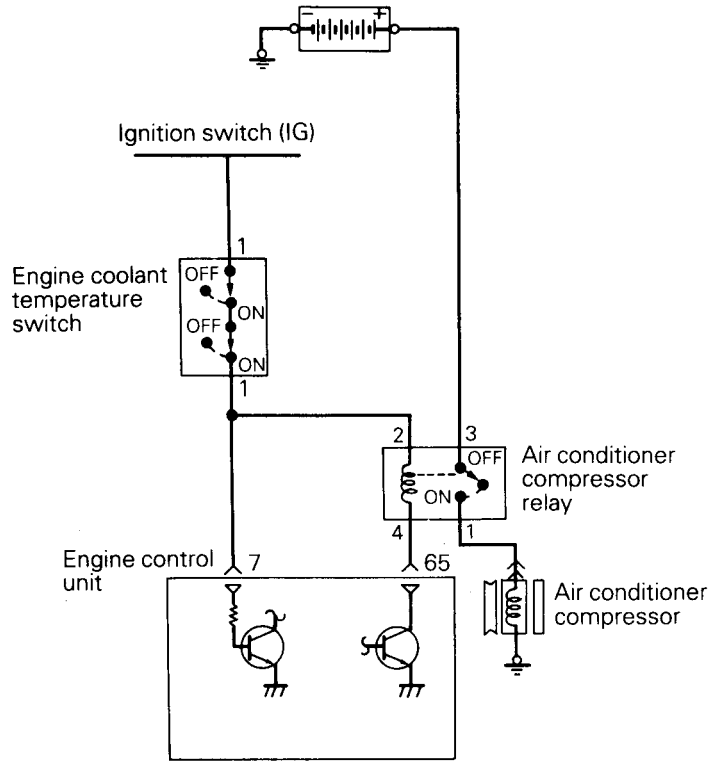 - +
Ignition switch (IG)
1
Engine coolant
temperature
switch
OFF
ON
OFF
ON
1
2
3
OFF
ON
Air conditioner
compressor
relay
4
1
Engine control
unit
7
65
Air conditioner
compressor